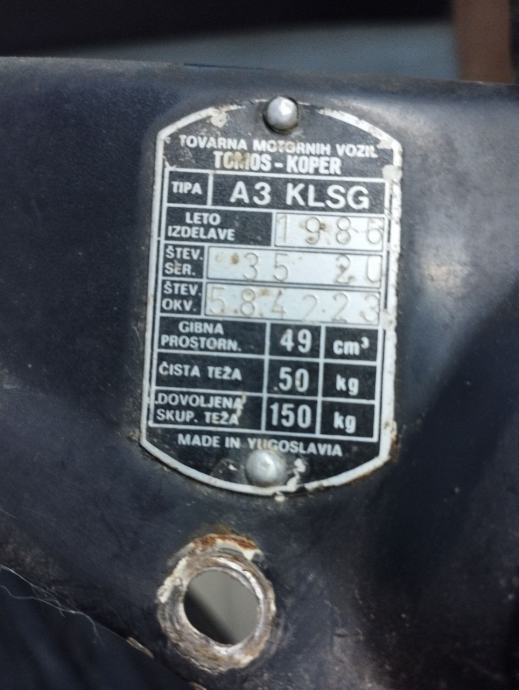 TOVARNA MOTORNIH VOZIL
TOMOS - KOPER
TIPA A3 KLSG
LETO
IZDELAVE 1986
ŠTEV.
SER. 35 20
ŠTEV.
OKV. 584223
GIBNA
PROSTORN. 49 cm³
ČISTA TEŽA 50 kg
DOVOLJENA
SKUP. TEŽA 150 kg
MADE IN YUGOSLAVIA